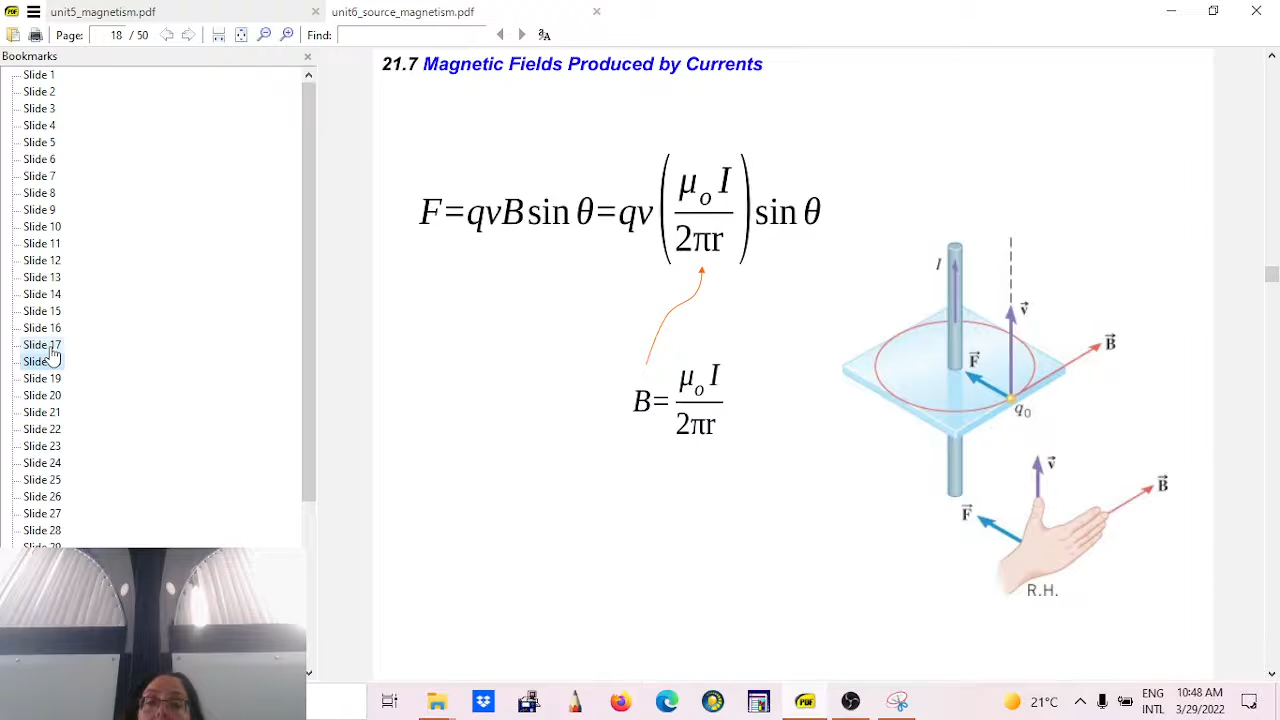 unit5_magnetism.pdf × unit6_source_magnetism.pdf ×
Page: 18 / 50 Find:
Bookmarks ×
Slide 1
Slide 2
Slide 3
Slide 4
Slide 5
Slide 6
Slide 7
Slide 8
Slide 9
Slide 10
Slide 11
Slide 12
Slide 13
Slide 14
Slide 15
Slide 16
Slide 17
Slide
Slide 19
Slide 20
Slide 21
Slide 22
Slide 23
Slide 24
Slide 25
Slide 26
Slide 27
Slide 28
21.7 Magnetic Fields Produced by Currents
F=qvB sin θ=qv(μₒ I / 2πr) sin θ
B= μₒ I / 2πr
I
v⃗
B⃗
F⃗
q₀
v⃗
B⃗
F⃗
R.H.
PDF
21°C
ENG
INTL
10:48 AM
3/29/2022